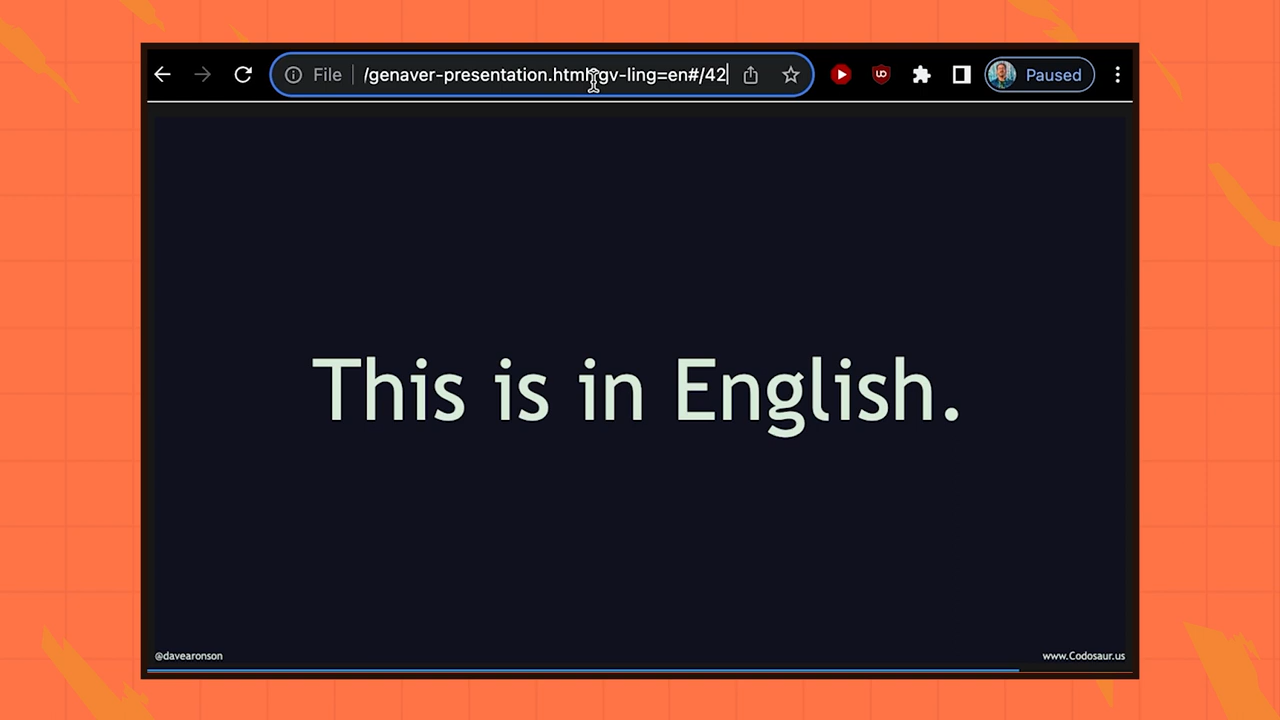 File
/genaver-presentation.html?gv-ling=en#/42
Paused
This is in English.
@davearonson
www.Codosaur.us